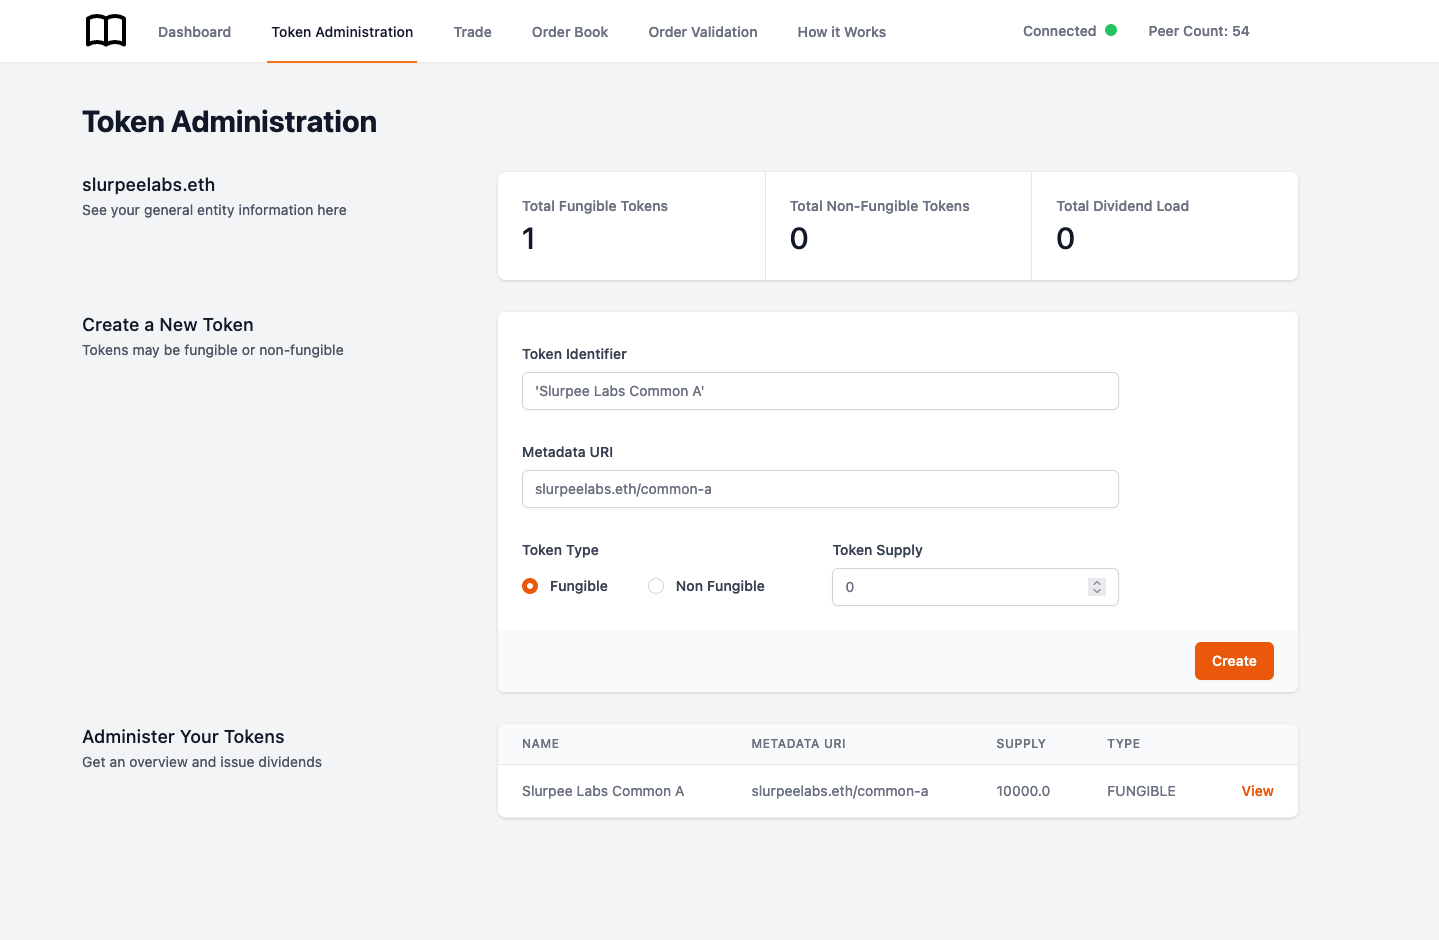 Dashboard Token Administration Trade Order Book Order Validation How it Works Connected Peer Count: 54
Token Administration
slurpeelabs.eth
See your general entity information here
Total Fungible Tokens
1
Total Non-Fungible Tokens
0
Total Dividend Load
0
Create a New Token
Tokens may be fungible or non-fungible
Token Identifier
'Slurpee Labs Common A'
Metadata URI
slurpeelabs.eth/common-a
Token Type
Fungible Non Fungible
Token Supply
0
Create
Administer Your Tokens
Get an overview and issue dividends
NAME METADATA URI SUPPLY TYPE
Slurpee Labs Common A slurpeelabs.eth/common-a 10000.0 FUNGIBLE View